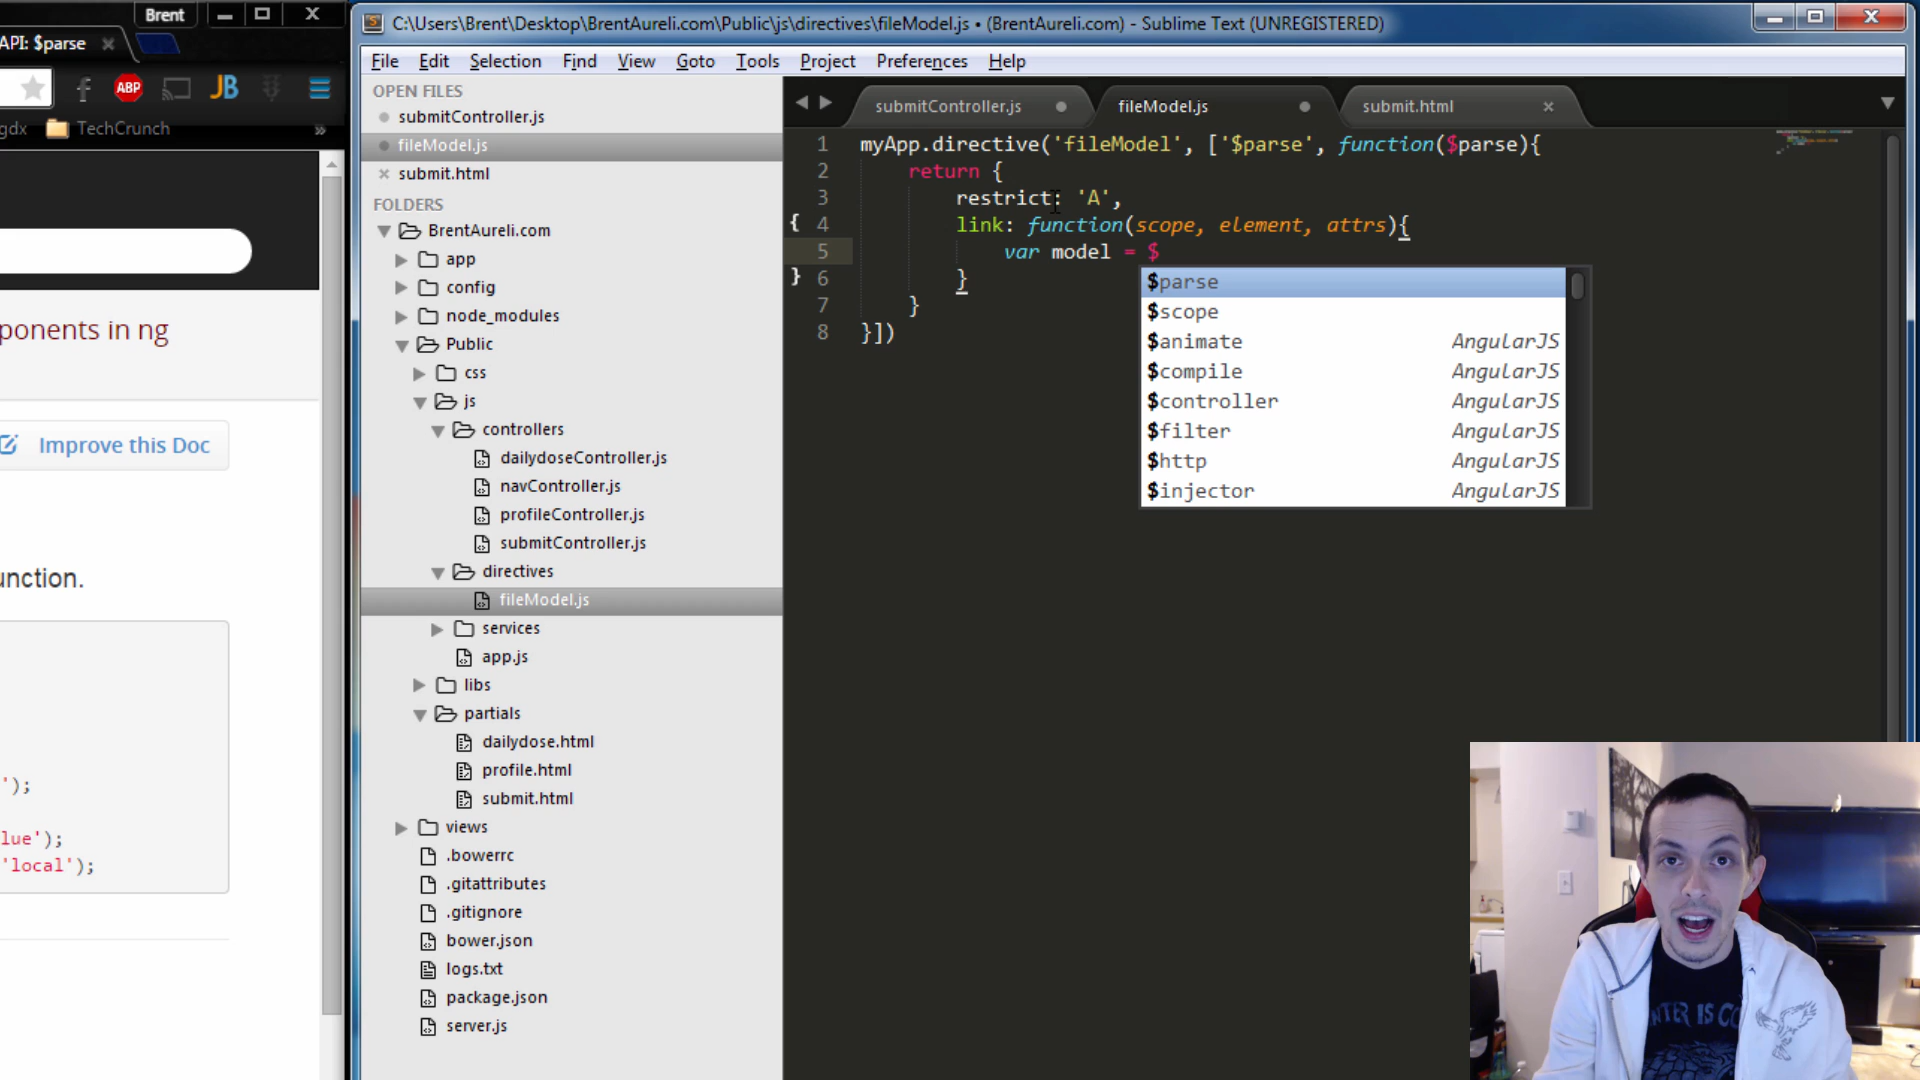 Brent
API: $parse
ABP
JB
gdx
TechCrunch
»
ponents in ng
Improve this Doc
unction.
');
lue');
'local');
C:\Users\Brent\Desktop\BrentAureli.com\Public\js\directives\fileModel.js • (BrentAureli.com) - Sublime Text (UNREGISTERED)
File Edit Selection Find View Goto Tools Project Preferences Help
OPEN FILES
submitController.js
fileModel.js
submit.html
FOLDERS
BrentAureli.com
app
config
node_modules
Public
css
js
controllers
dailydoseController.js
navController.js
profileController.js
submitController.js
directives
fileModel.js
services
app.js
libs
partials
dailydose.html
profile.html
submit.html
views
.bowerrc
.gitattributes
.gitignore
bower.json
logs.txt
package.json
server.js
submitController.js fileModel.js submit.html
1 myApp.directive('fileModel', ['$parse', function($parse){
2 return {
3 restrict: 'A',
{ 4 link: function(scope, element, attrs){
5 var model = $
} 6 }
7 }
8 }])
$parse
$scope
$animate AngularJS
$compile AngularJS
$controller AngularJS
$filter AngularJS
$http AngularJS
$injector AngularJS